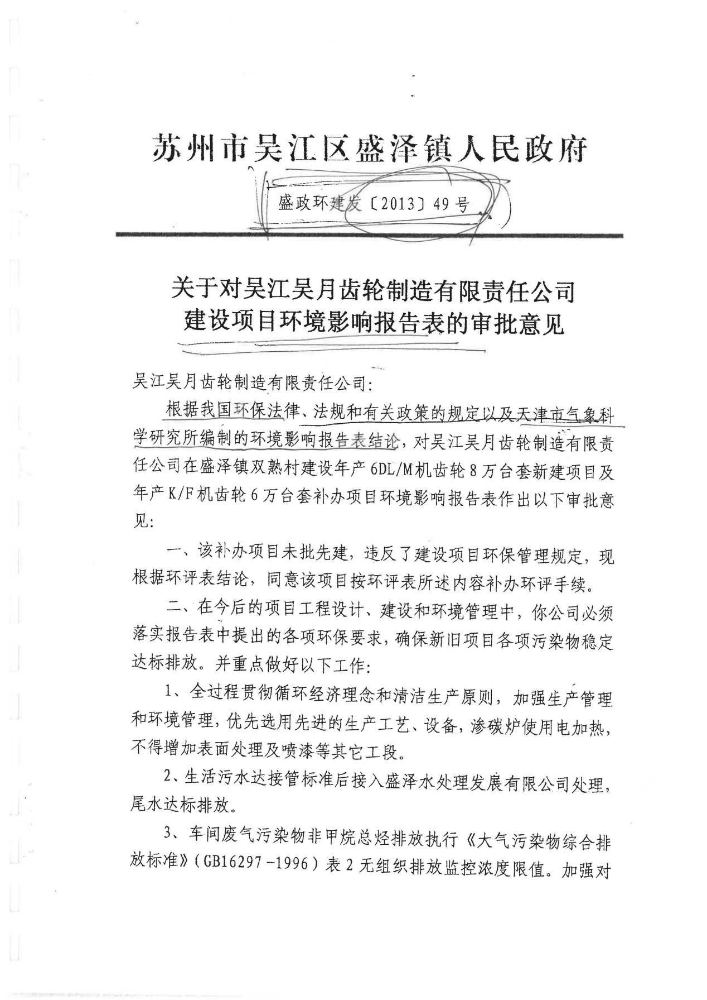 苏州市吴江区盛泽镇人民政府
盛政环建发〔2013〕49号
关于对吴江吴月齿轮制造有限责任公司
建设项目环境影响报告表的审批意见
吴江吴月齿轮制造有限责任公司:
根据我国环保法律、法规和有关政策的规定以及天津市气象科
学研究所编制的环境影响报告表结论，对吴江吴月齿轮制造有限责
任公司在盛泽镇双熟村建设年产6DL/M机齿轮8万台套新建项目及
年产K/F机齿轮6万台套补办项目环境影响报告表作出以下审批意
见:
一、该补办项目未批先建，违反了建设项目环保管理规定，现
根据环评表结论，同意该项目按环评表所述内容补办环评手续。
二、在今后的项目工程设计、建设和环境管理中，你公司必须
落实报告表中提出的各项环保要求，确保新旧项目各项污染物稳定
达标排放。并重点做好以下工作:
1、全过程贯彻循环经济理念和清洁生产原则，加强生产管理
和环境管理，优先选用先进的生产工艺、设备，渗碳炉使用电加热，
不得增加表面处理及喷漆等其它工段。
2、生活污水达接管标准后接入盛泽水处理发展有限公司处理，
尾水达标排放。
3、车间废气污染物非甲烷总烃排放执行《大气污染物综合排
放标准》(GB16297-1996)表2无组织排放监控浓度限值。加强对